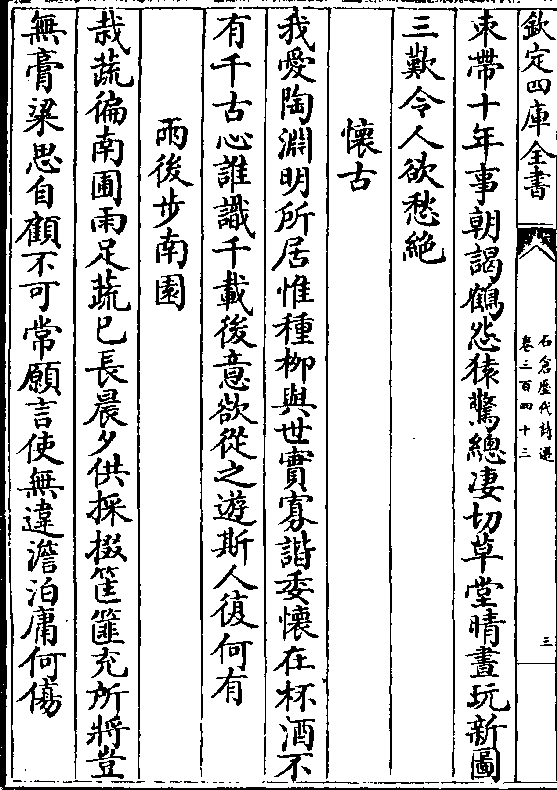 欽定四庫全書
石倉歷代詩選
卷三百四十三
三
束帶十年事朝謁鶴怨猿驚總凄切草堂晴晝玩新圖
三歎令人欲愁絶
懷古
我愛陶淵明所居惟種柳與世實寡諧委懷在杯酒不
有千古心誰識千載後意欲從之遊斯人復何有
雨後步南園
栽蔬徧南圃雨足蔬已長晨夕供採掇筐篚充所將豈
無膏粱思自顧不可常願言使無違澹泊庸何傷